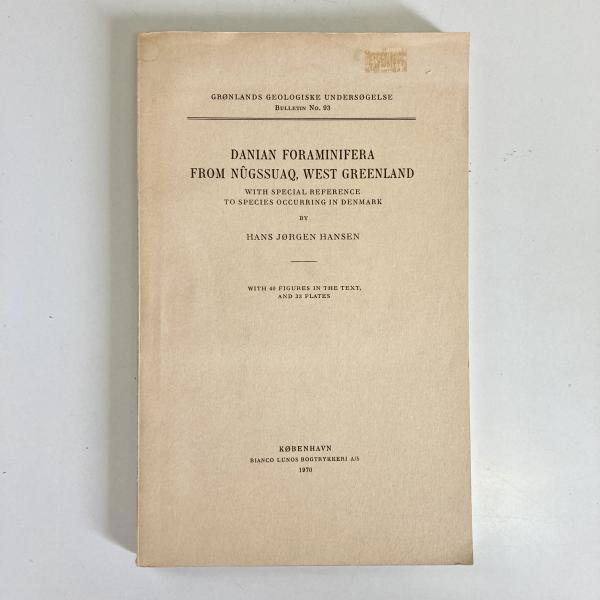 GRØNLANDS GEOLOGISKE UNDERSØGELSE
BULLETIN No. 93
DANIAN FORAMINIFERA
FROM NÛGSSUAQ, WEST GREENLAND
WITH SPECIAL REFERENCE
TO SPECIES OCCURRING IN DENMARK
BY
HANS JØRGEN HANSEN
WITH 40 FIGURES IN THE TEXT,
AND 33 PLATES
KØBENHAVN
BIANCO LUNOS BOGTRYKKERI A/S
1970